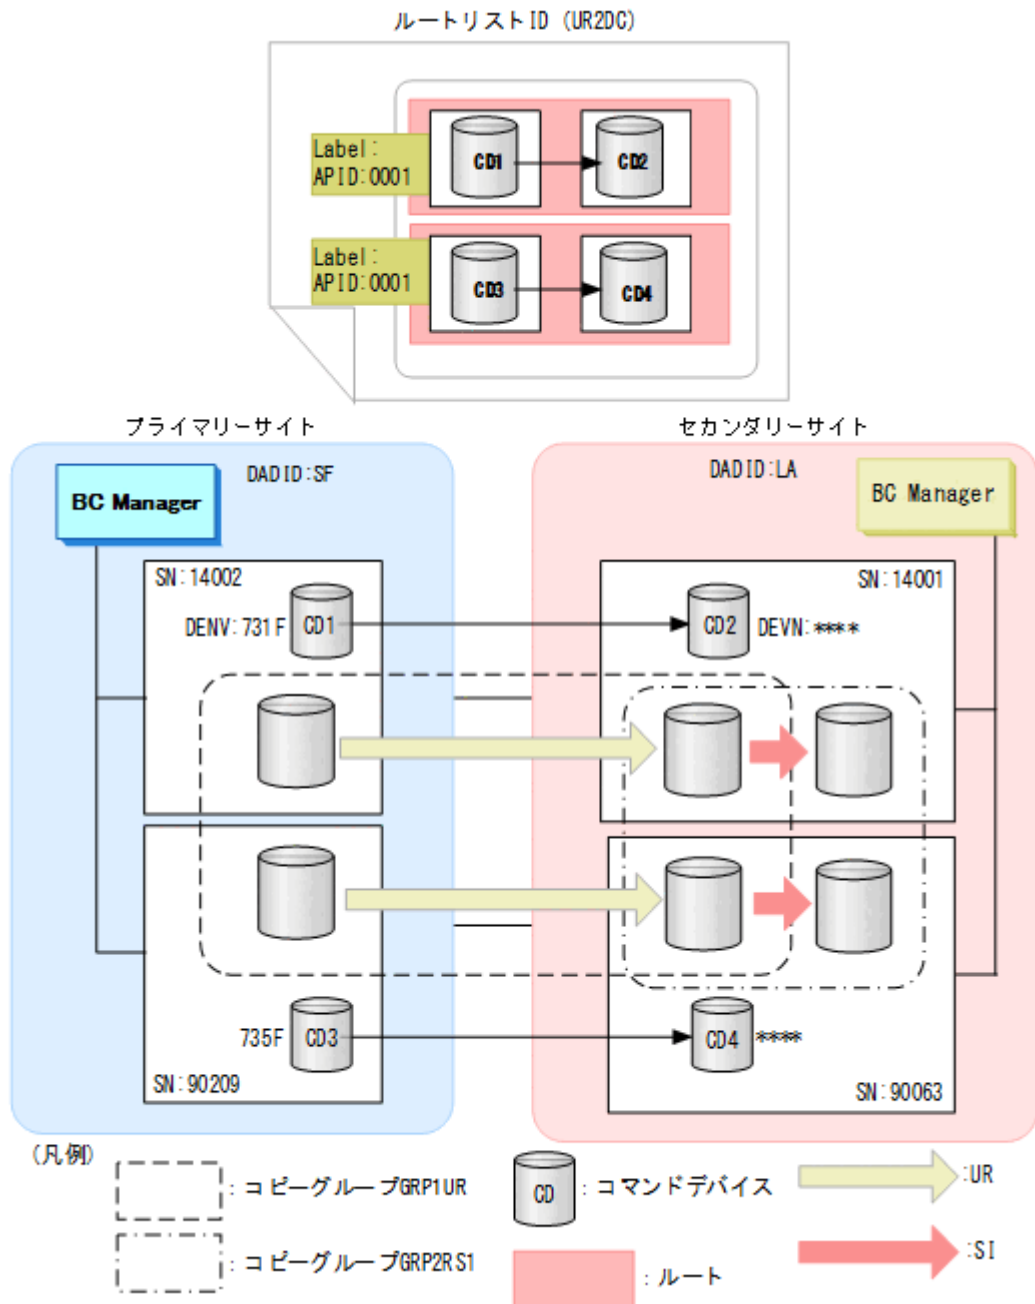 ルートリストID (UR2DC)
Label:
APID:0001
CD1
CD2
Label:
APID:0001
CD3
CD4
プライマリーサイト
セカンダリーサイト
BC Manager
DADID:SF
DADID:LA
BC Manager
SN:14002
SN:14001
DENV:731F
CD1
CD2
DEVN:****
735F
CD3
CD4
****
SN:90209
SN:90063
(凡例)
:コピーグループGRP1UR
CD
:コマンドデバイス
:UR
:コピーグループGRP2RS1
:ルート
:SI